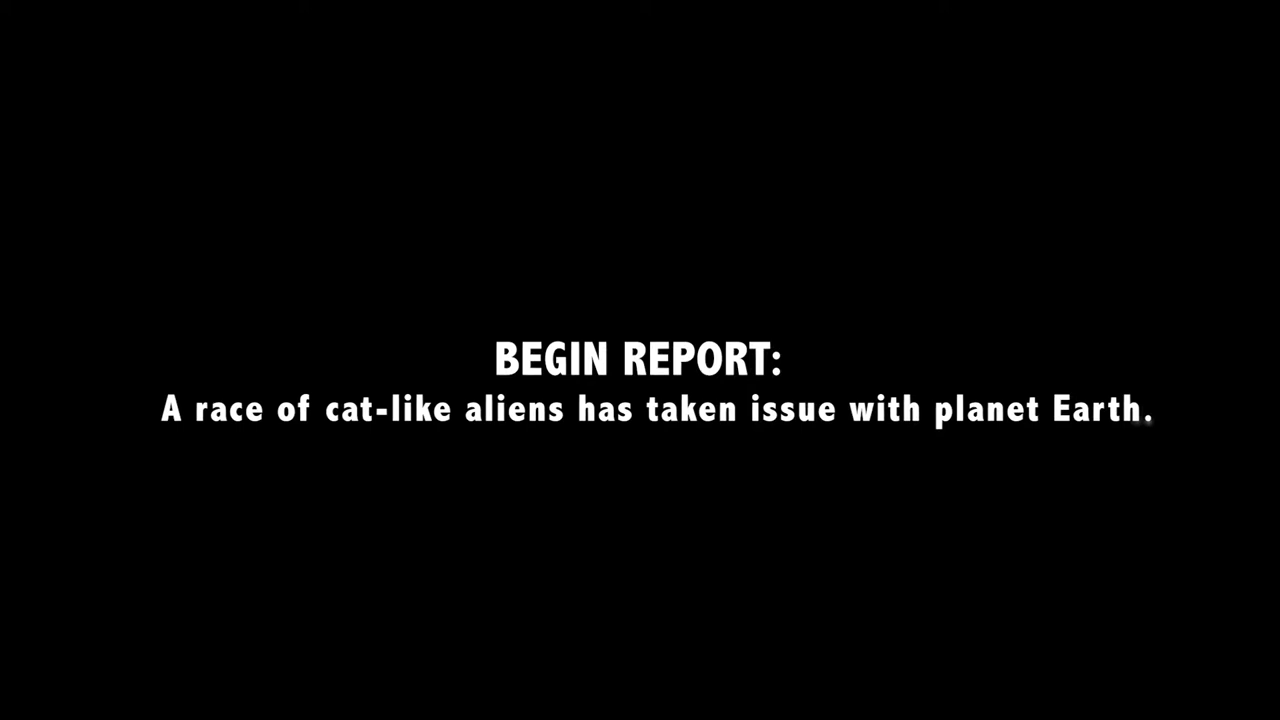 BEGIN REPORT:
A race of cat-like aliens has taken issue with planet Earth.